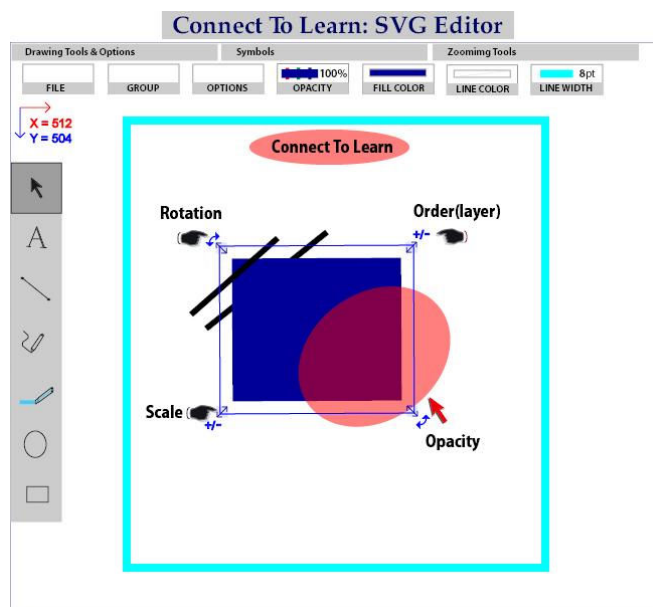 Connect To Learn: SVG Editor
Drawing Tools & Options Symbols Zoomimg Tools
100% 8pt
FILE GROUP OPTIONS OPACITY FILL COLOR LINE COLOR LINE WIDTH
X = 512
Y = 504
Connect To Learn
A
Rotation Order(layer)
+/-
Scale
+/-
Opacity